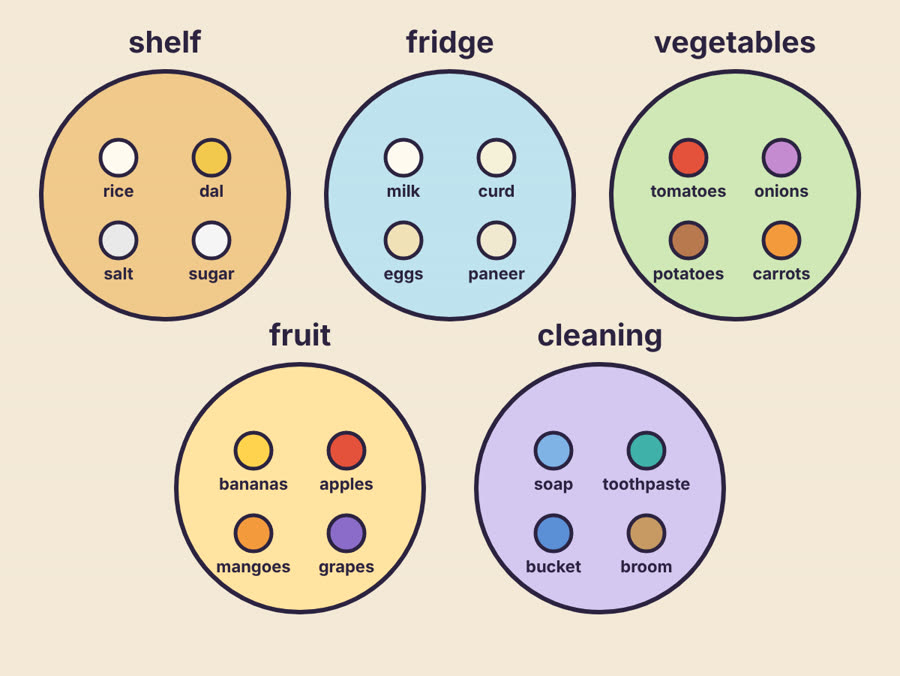 shelf
fridge
vegetables
rice
dal
salt
sugar
milk
curd
eggs
paneer
tomatoes
onions
potatoes
carrots
fruit
cleaning
bananas
apples
mangoes
grapes
soap
toothpaste
bucket
broom